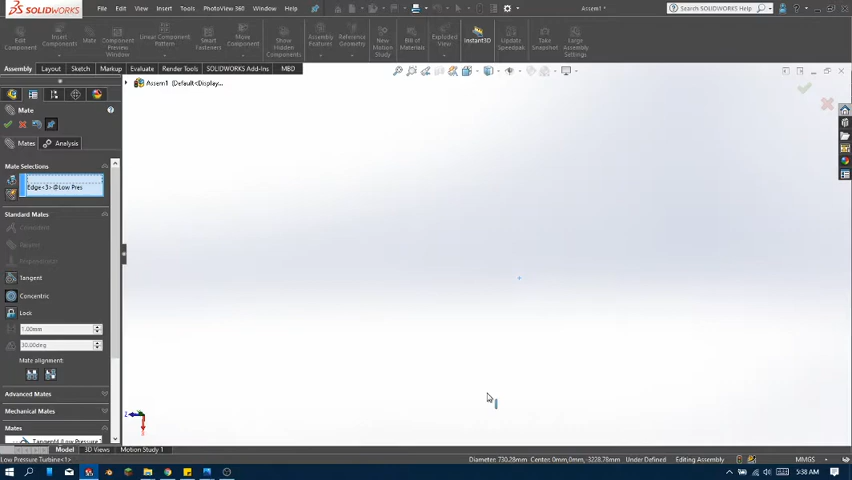 SOLIDWORKS File Edit View Insert Tools PhotoView 360 Window Help Assem1 * Search SOLIDWORKS Help
Edit Component Insert Components Mate Component Preview Window Linear Component Pattern Smart Fasteners Move Component Show Hidden Components Assembly Features Reference Geometry New Motion Study Bill of Materials Exploded View Instant3D Update Speedpak Take Snapshot Large Assembly Settings
Assembly Layout Sketch Markup Evaluate Render Tools SOLIDWORKS Add-Ins MBD
Assem1 (Default<Display...
Mate
Mates Analysis
Mate Selections
Edge<3>@Low Pres
Standard Mates
Coincident
Parallel
Perpendicular
Tangent
Concentric
Lock
1.00mm
30.00deg
Mate alignment:
Advanced Mates
Mechanical Mates
Mates
Z
Model 3D Views Motion Study 1
Low Pressure Turbine<1> Diameter: 730.28mm Center: 0mm,0mm,-3228.78mm Under Defined Editing Assembly MMGS
5:38 AM